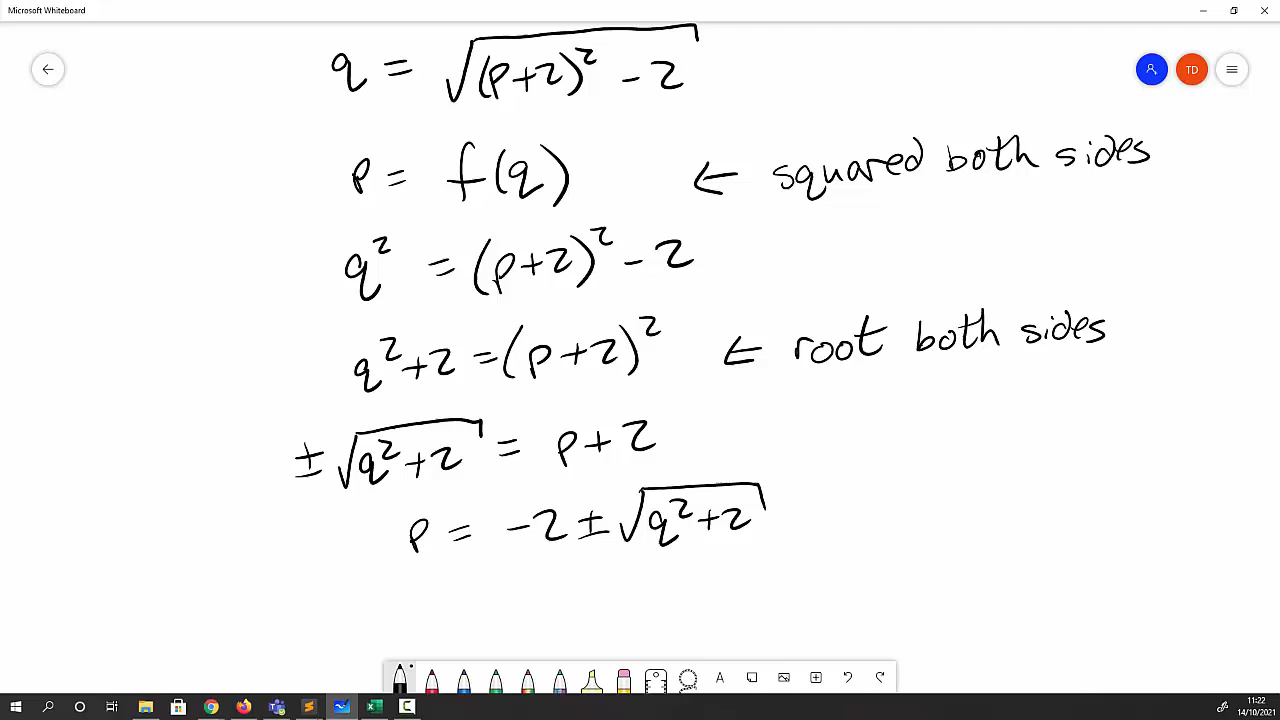 Microsoft Whiteboard
q = √((p+2)² - 2)
TD
p = f(q) ← squared both sides
q² = (p+2)² - 2
q²+2 = (p+2)² ← root both sides
± √(q²+2) = p+2
p = -2 ± √(q²+2)
A
11:22
14/10/2021